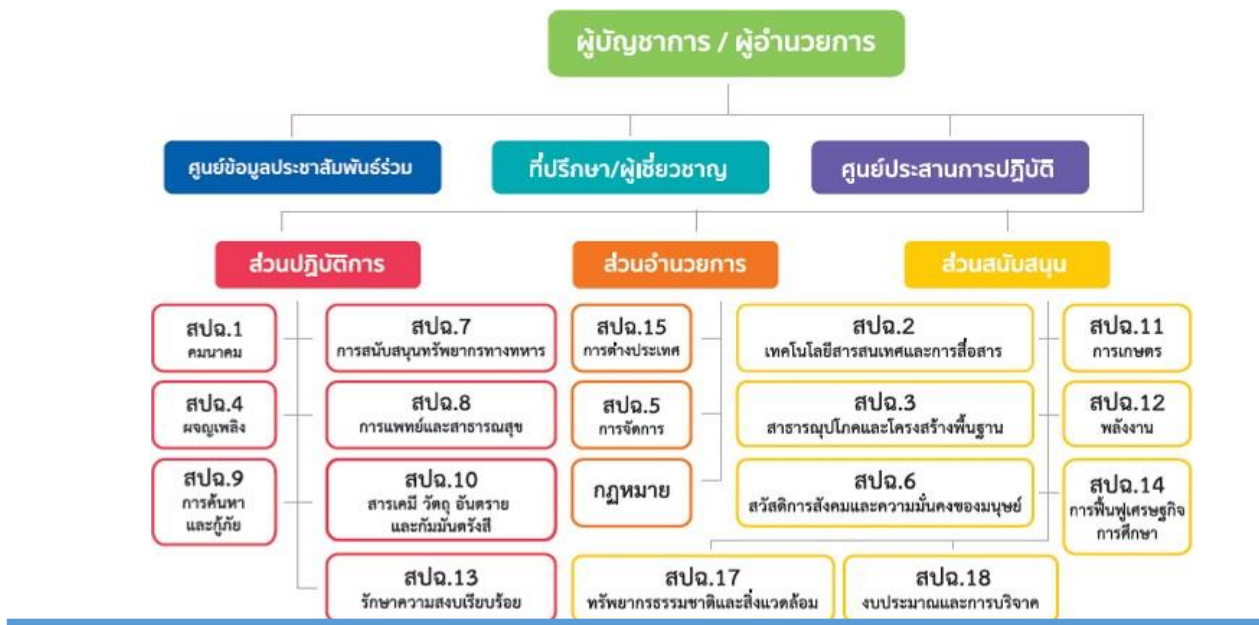 ผู้บัญชาการ / ผู้อำนวยการ
ศูนย์ข้อมูลประชาสัมพันธ์ร่วม
ที่ปรึกษา/ผู้เชี่ยวชาญ
ศูนย์ประสานการปฏิบัติ
ส่วนปฏิบัติการ
ส่วนอำนวยการ
ส่วนสนับสนุน
สปฉ.1
คมนาคม
สปฉ.7
การสนับสนุนทรัพยากรทางทหาร
สปฉ.4
ผจญเพลิง
สปฉ.8
การแพทย์และสาธารณสุข
สปฉ.9
การค้นหา
และกู้ภัย
สปฉ.10
สารเคมี วัตถุ อันตราย
และกัมมันตรังสี
สปฉ.13
รักษาความสงบเรียบร้อย
สปฉ.15
การต่างประเทศ
สปฉ.5
การจัดการ
กฎหมาย
สปฉ.2
เทคโนโลยีสารสนเทศและการสื่อสาร
สปฉ.11
การเกษตร
สปฉ.3
สาธารณุปโภคและโครงสร้างพื้นฐาน
สปฉ.12
พลังงาน
สปฉ.6
สวัสดิการสังคมและความมั่นคงของมนุษย์
สปฉ.14
การฟื้นฟูเศรษฐกิจ
การศึกษา
สปฉ.17
ทรัพยากรธรรมชาติและสิ่งแวดล้อม
สปฉ.18
งบประมาณและการบริจาค